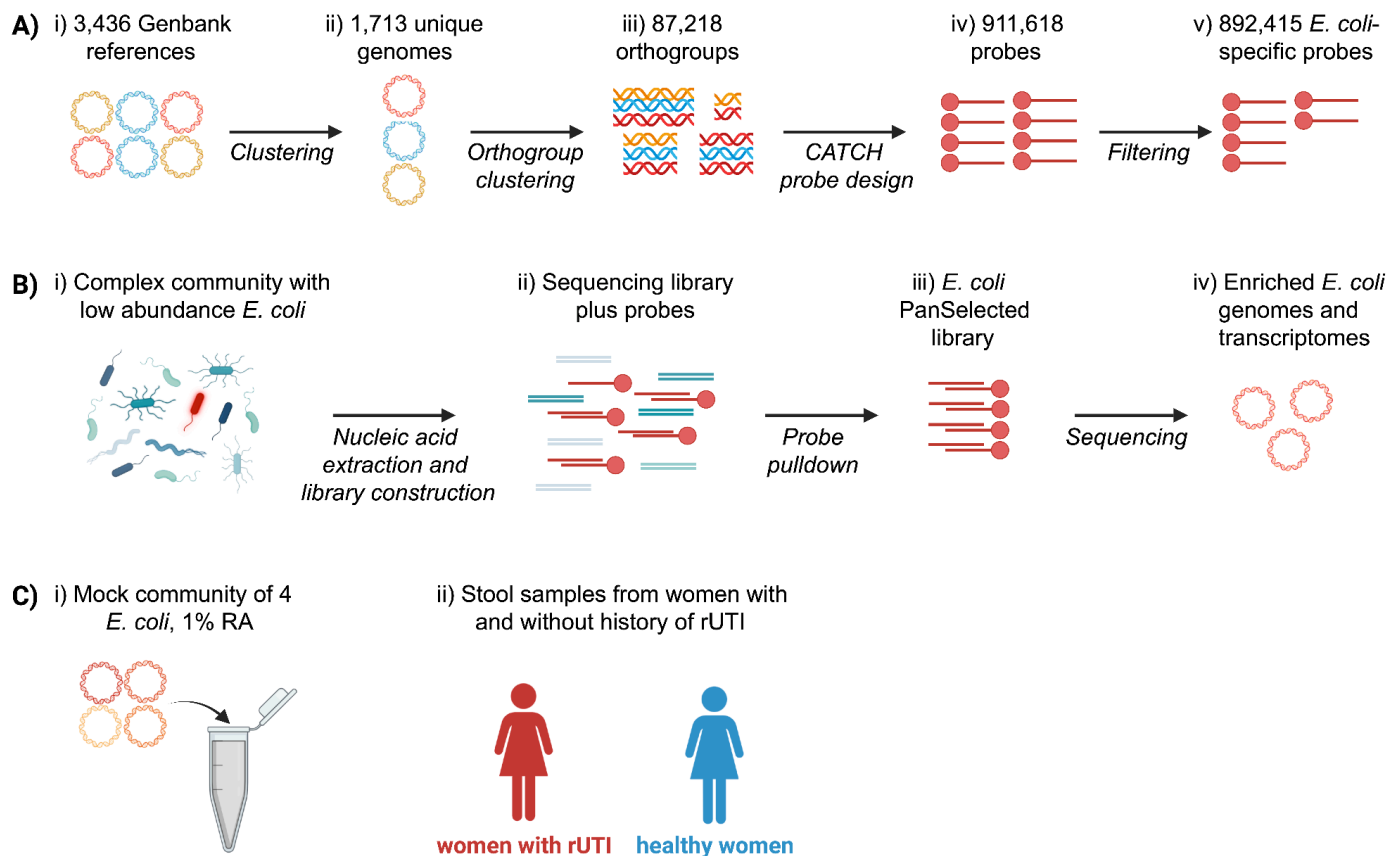 A)
i) 3,436 Genbank
references
ii) 1,713 unique
genomes
iii) 87,218
orthogroups
iv) 911,618
probes
v) 892,415 E. coli-
specific probes
Clustering
Orthogroup
clustering
CATCH
probe design
Filtering
B)
i) Complex community with
low abundance E. coli
ii) Sequencing library
plus probes
iii) E. coli
PanSelected
library
iv) Enriched E. coli
genomes and
transcriptomes
Nucleic acid
extraction and
library construction
Probe
pulldown
Sequencing
C)
i) Mock community of 4
E. coli, 1% RA
ii) Stool samples from women with
and without history of rUTI
women with rUTI
healthy women